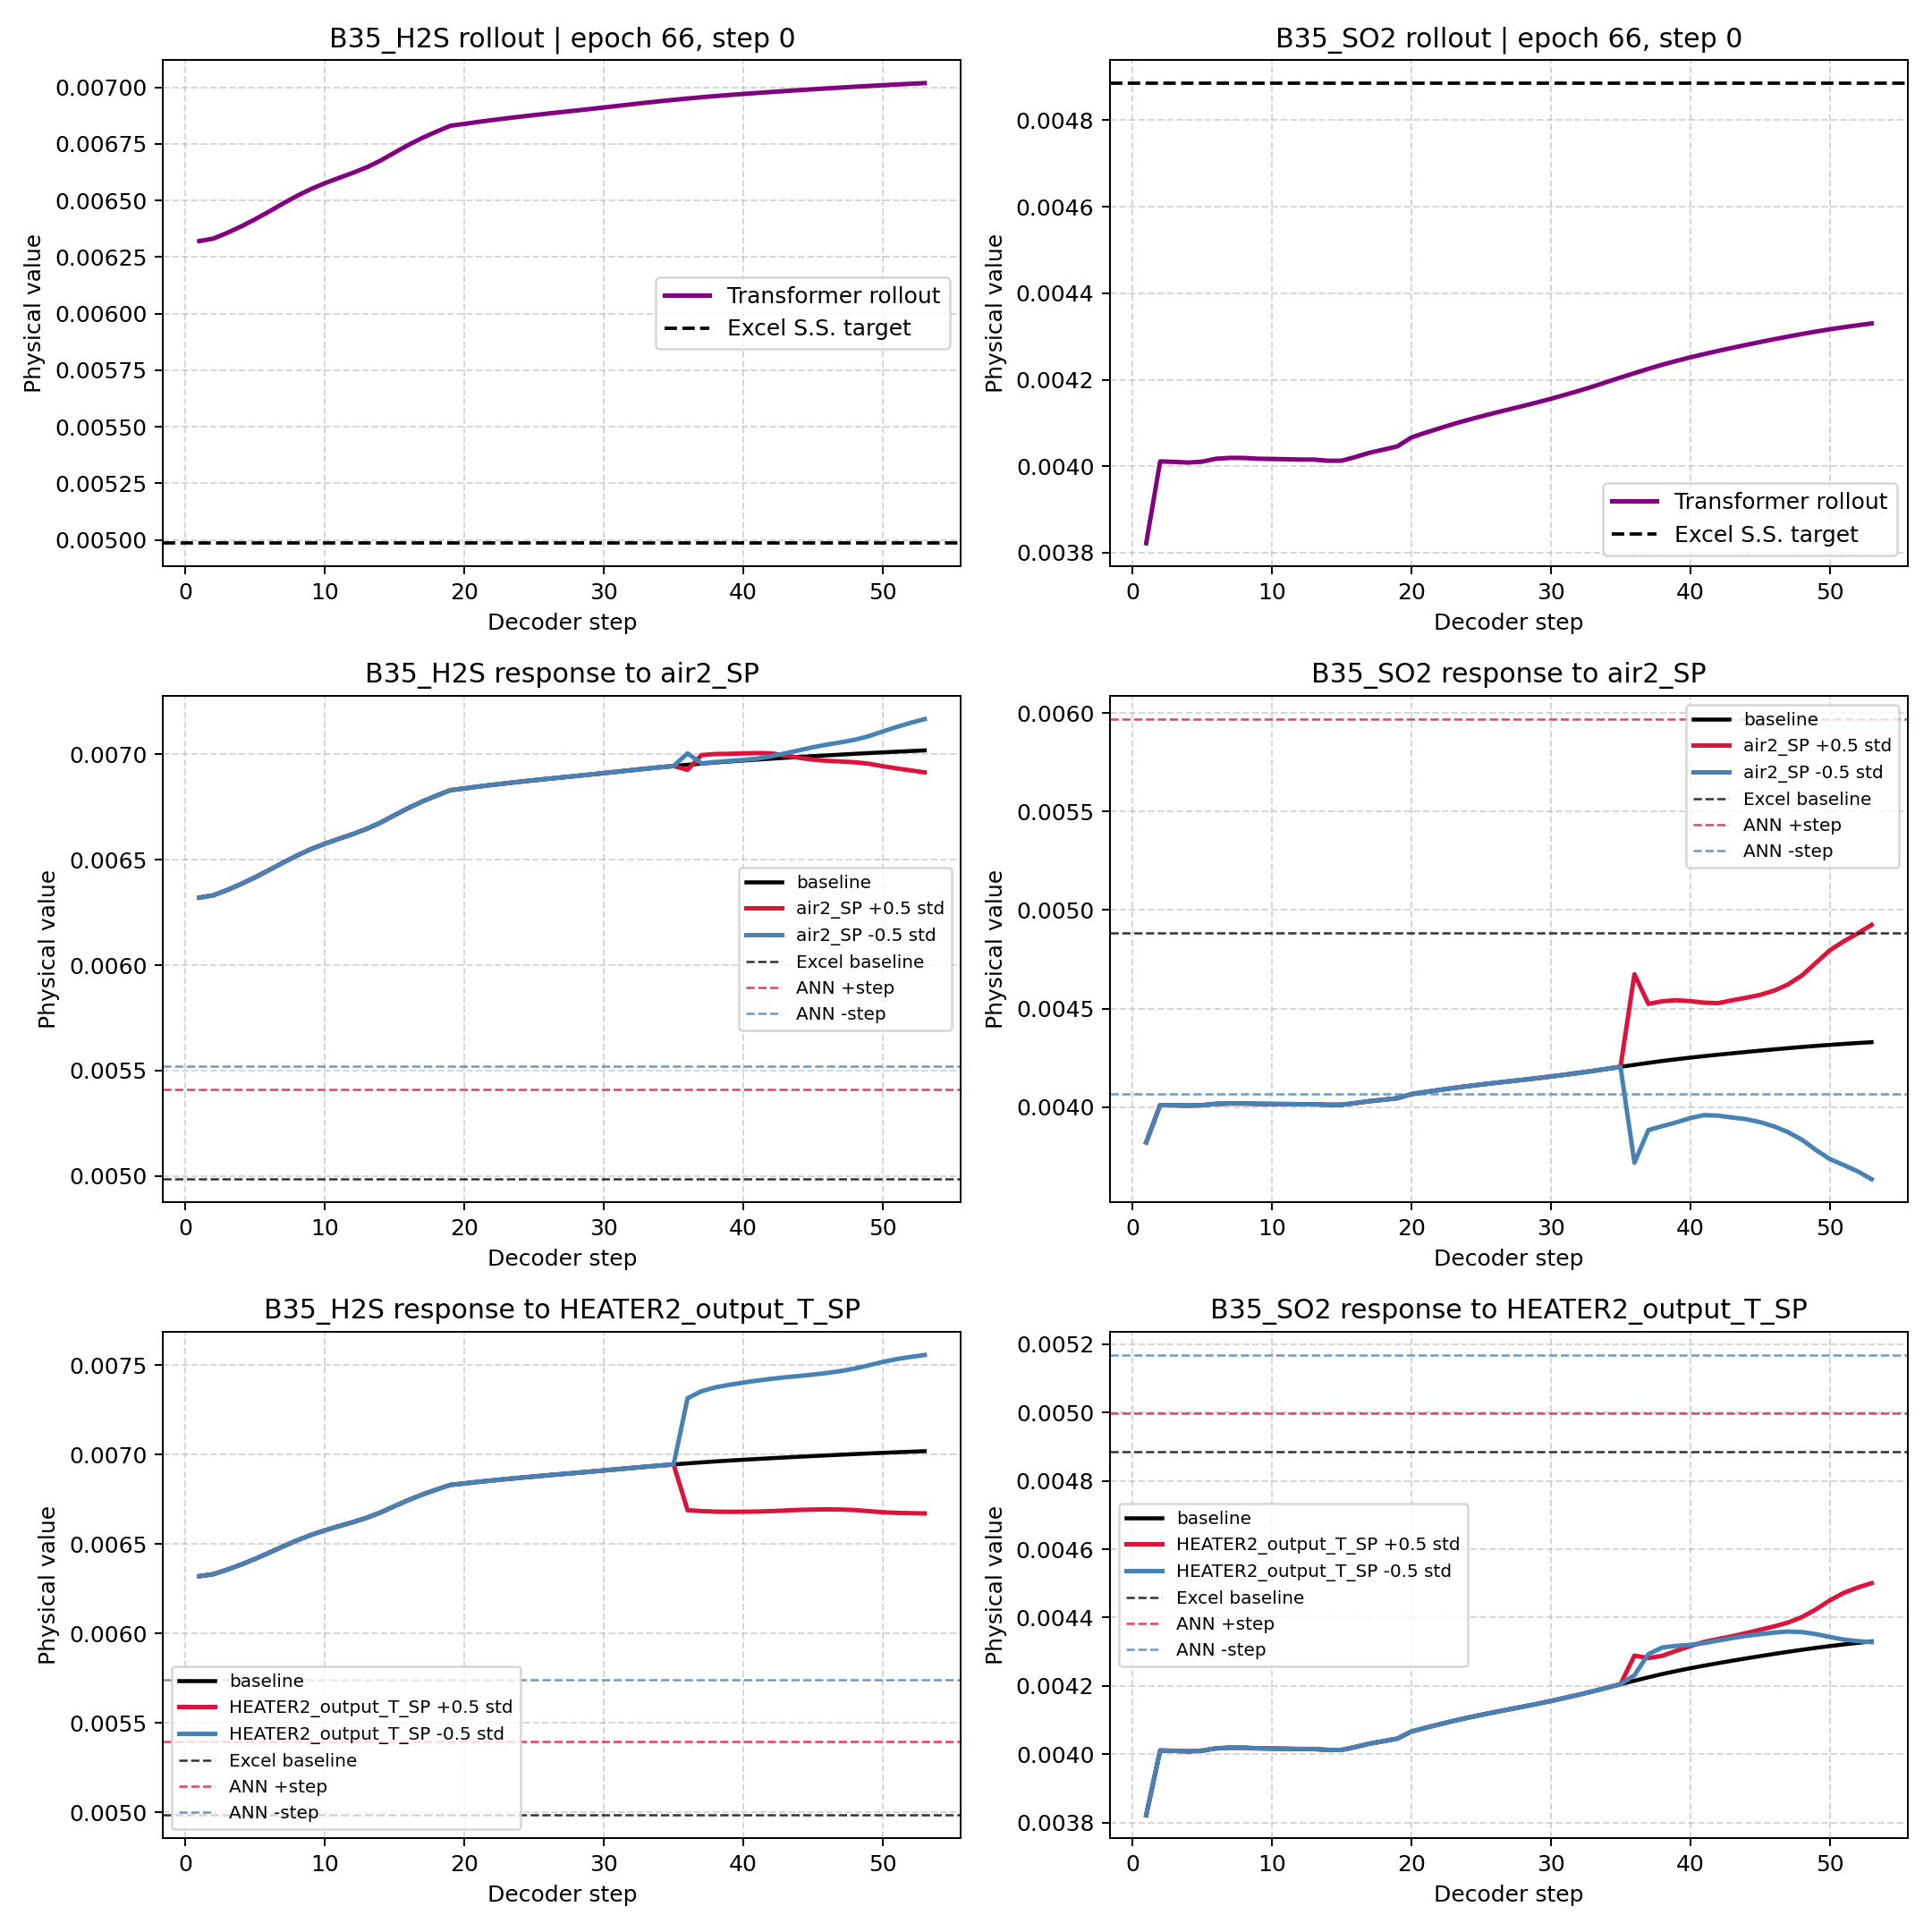 B35_H2S rollout | epoch 66, step 0
Physical value
0.00700
0.00675
0.00650
0.00625
0.00600
0.00575
0.00550
0.00525
0.00500
Transformer rollout
Excel S.S. target
0 10 20 30 40 50
Decoder step
B35_SO2 rollout | epoch 66, step 0
Physical value
0.0048
0.0046
0.0044
0.0042
0.0040
0.0038
Transformer rollout
Excel S.S. target
0 10 20 30 40 50
Decoder step
B35_H2S response to air2_SP
Physical value
0.0070
0.0065
0.0060
0.0055
0.0050
baseline
air2_SP +0.5 std
air2_SP -0.5 std
Excel baseline
ANN +step
ANN -step
0 10 20 30 40 50
Decoder step
B35_SO2 response to air2_SP
Physical value
0.0060
0.0055
0.0050
0.0045
0.0040
baseline
air2_SP +0.5 std
air2_SP -0.5 std
Excel baseline
ANN +step
ANN -step
0 10 20 30 40 50
Decoder step
B35_H2S response to HEATER2_output_T_SP
Physical value
0.0075
0.0070
0.0065
0.0060
0.0055
0.0050
baseline
HEATER2_output_T_SP +0.5 std
HEATER2_output_T_SP -0.5 std
Excel baseline
ANN +step
ANN -step
0 10 20 30 40 50
Decoder step
B35_SO2 response to HEATER2_output_T_SP
Physical value
0.0052
0.0050
0.0048
0.0046
0.0044
0.0042
0.0040
0.0038
baseline
HEATER2_output_T_SP +0.5 std
HEATER2_output_T_SP -0.5 std
Excel baseline
ANN +step
ANN -step
0 10 20 30 40 50
Decoder step